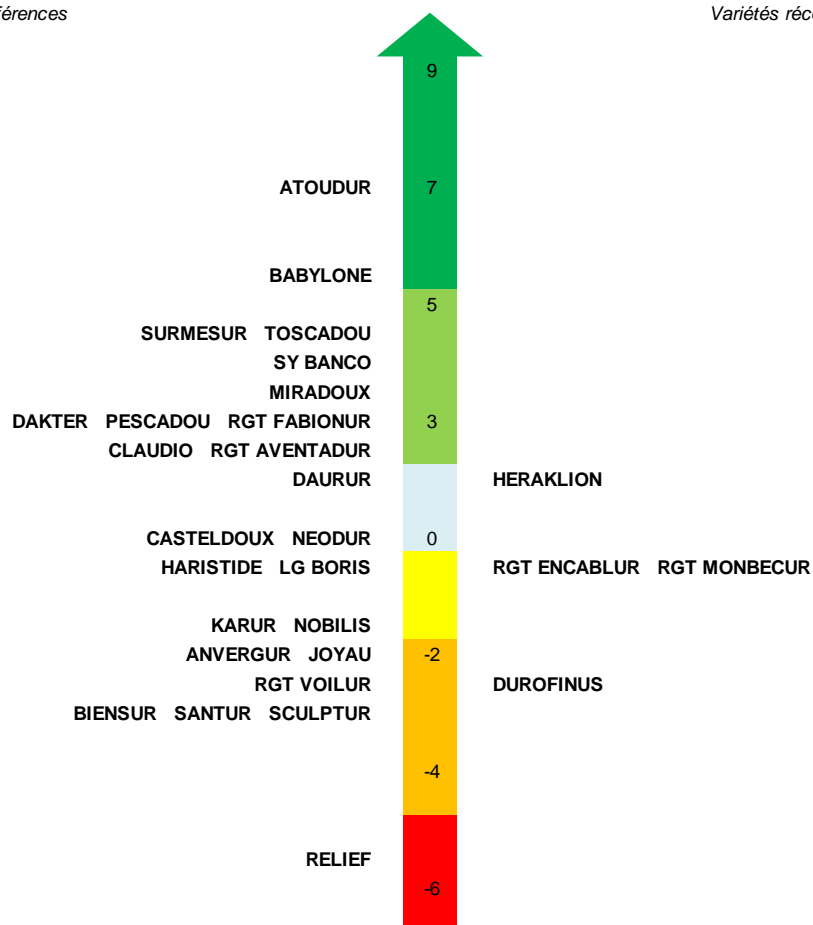 férences Variétés réc
9
ATOUDUR 7
BABYLONE
5
SURMESUR TOSCADOU
SY BANCO
MIRADOUX
DAKTER PESCADOU RGT FABIONUR 3
CLAUDIO RGT AVENTADUR
DAURUR HERAKLION
CASTELDOUX NEODUR 0
HARISTIDE LG BORIS RGT ENCABLUR RGT MONBECUR
KARUR NOBILIS
ANVERGUR JOYAU -2
RGT VOILUR DUROFINUS
BIENSUR SANTUR SCULPTUR
-4
RELIEF
-6